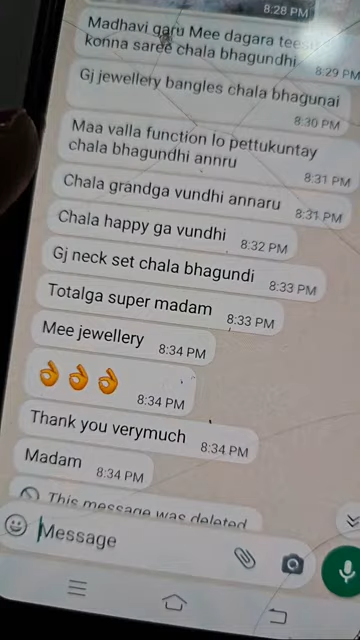 8:28 PM
Madhavi garu Mee dagara
konna saree chala bhagundhi
8:29 PM
Gj jewellery bangles chala bhagunai
8:30 PM
Maa valla function lo pettukuntay
chala bhagundhi annru
8:31 PM
Chala grandga vundhi annaru
8:31 PM
Chala happy ga vundhi
8:32 PM
Gj neck set chala bhagundi
8:33 PM
Totalga super madam
8:33 PM
Mee jewellery
8:34 PM
👌👌👌
8:34 PM
Thank you verymuch
8:34 PM
Madam
8:34 PM
This message was deleted
Message